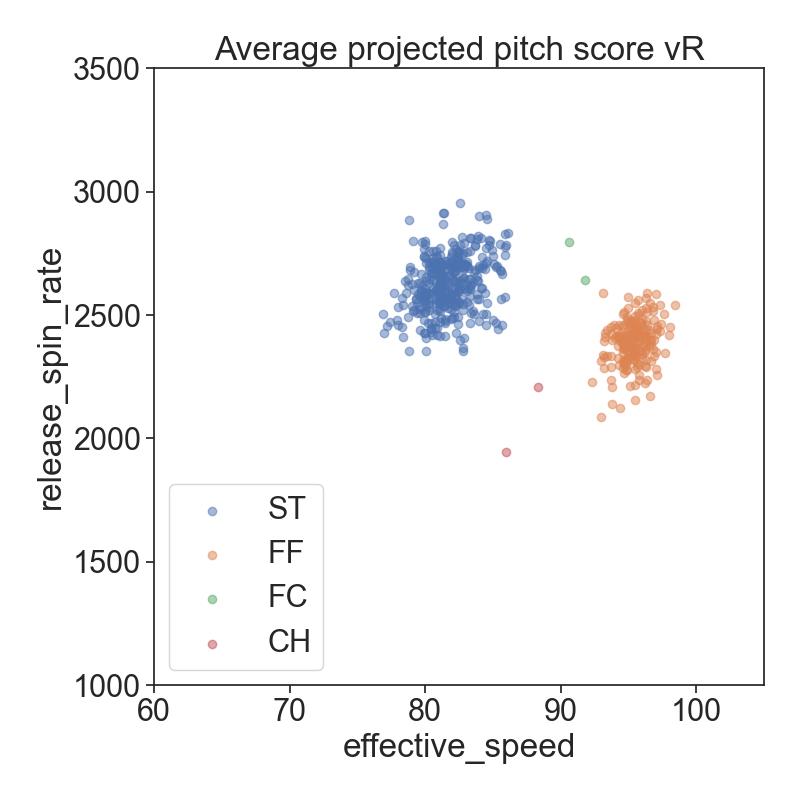 Average projected pitch score vR
3500
3000
2500
2000
1500
1000
release_spin_rate
ST
FF
FC
CH
60 70 80 90 100
effective_speed